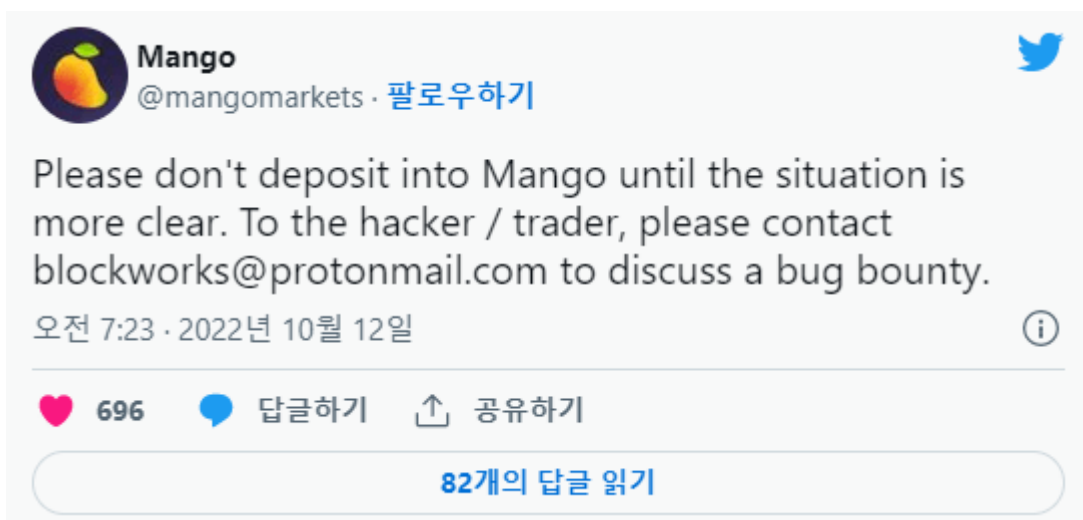 Mango
@mangomarkets · 팔로우하기
Please don't deposit into Mango until the situation is
more clear. To the hacker / trader, please contact
blockworks@protonmail.com to discuss a bug bounty.
오전 7:23 · 2022년 10월 12일
696 답글하기 공유하기
82개의 답글 읽기